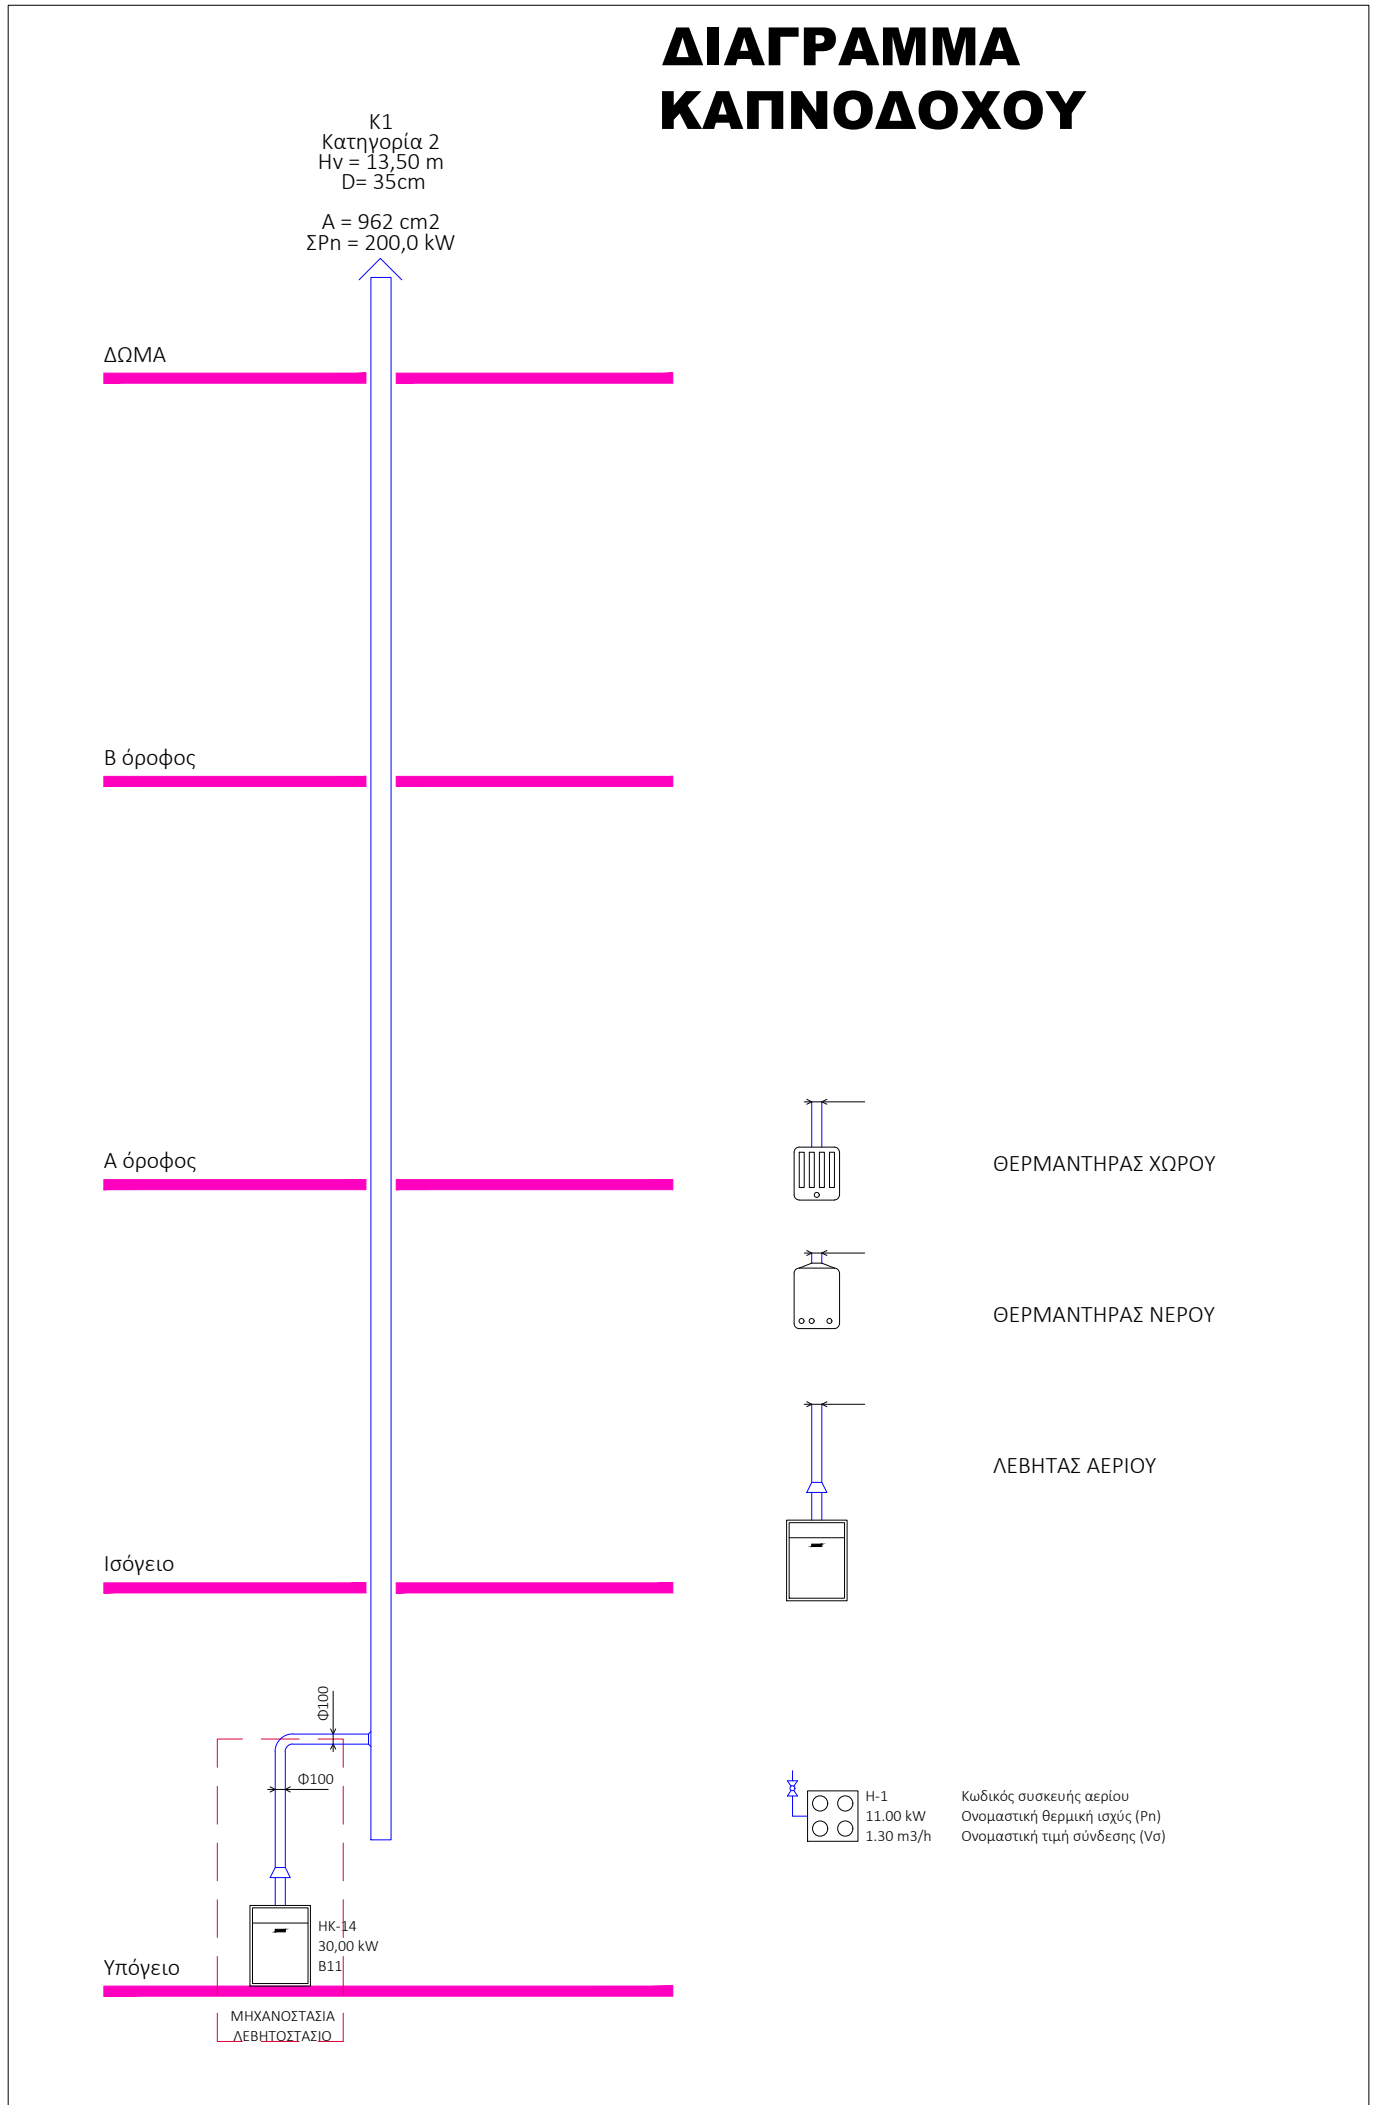 ΔΙΑΓΡΑΜΜΑ
ΚΑΠΝΟΔΟΧΟΥ
K1
Κατηγορία 2
Hv = 13,50 m
D= 35cm
A = 962 cm2
ΣPn = 200,0 kW
ΔΩΜΑ
Β όροφος
Α όροφος
ΘΕΡΜΑΝΤΗΡΑΣ ΧΩΡΟΥ
ΘΕΡΜΑΝΤΗΡΑΣ ΝΕΡΟΥ
ΛΕΒΗΤΑΣ ΑΕΡΙΟΥ
Ισόγειο
Φ100
Φ100
H-1 Κωδικός συσκευής αερίου
11.00 kW Ονομαστική θερμική ισχύς (Pn)
1.30 m3/h Ονομαστική τιμή σύνδεσης (Vσ)
HK-14
30,00 kW
B11
Υπόγειο
ΜΗΧΑΝΟΣΤΑΣΙΑ
ΛΕΒΗΤΟΣΤΑΣΙΟ